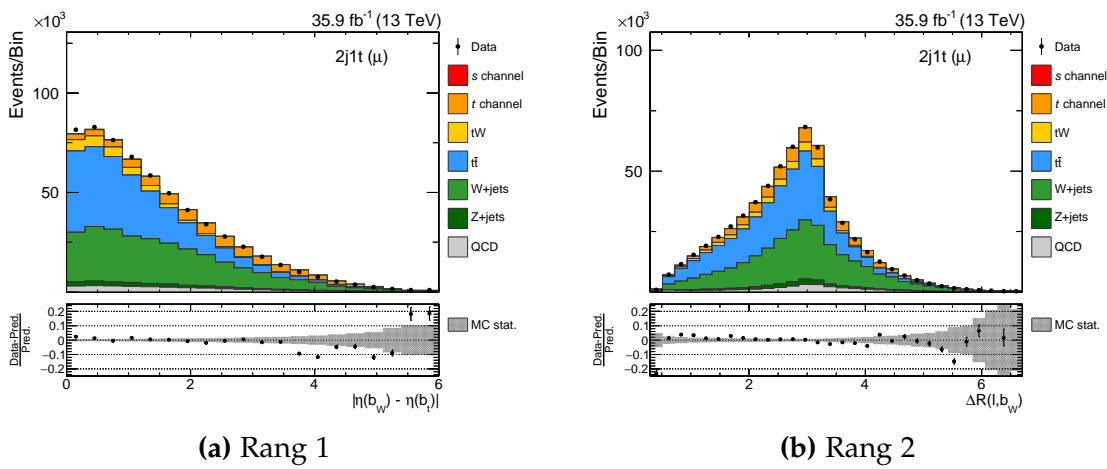 ×10³
35.9 fb⁻¹ (13 TeV)
2j1t (μ)
Events/Bin
100
50
Data
s channel
t channel
tW
tt̄
W+jets
Z+jets
QCD
Data-Pred.
Pred.
0.2
0.1
0
−0.1
−0.2
MC stat.
0 2 4 6
|η(b_W) - η(b_t)|
(a) Rang 1
×10³
35.9 fb⁻¹ (13 TeV)
2j1t (μ)
Events/Bin
100
50
0
Data
s channel
t channel
tW
tt̄
W+jets
Z+jets
QCD
Data-Pred.
Pred.
0.2
0.1
0
−0.1
−0.2
MC stat.
2 4 6
ΔR(l,b_W)
(b) Rang 2